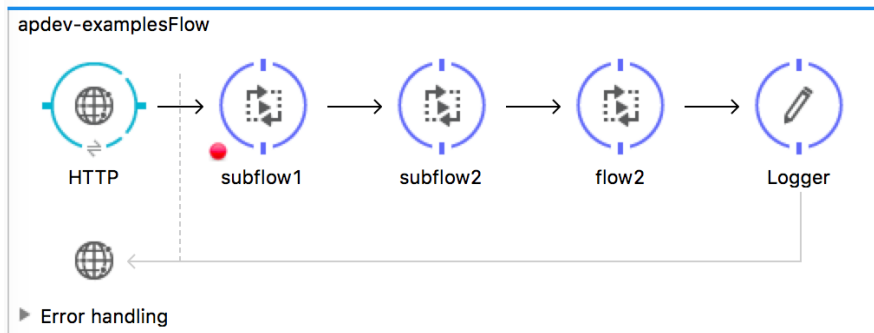 apdev-examplesFlow
HTTP
subflow1
subflow2
flow2
Logger
Error handling